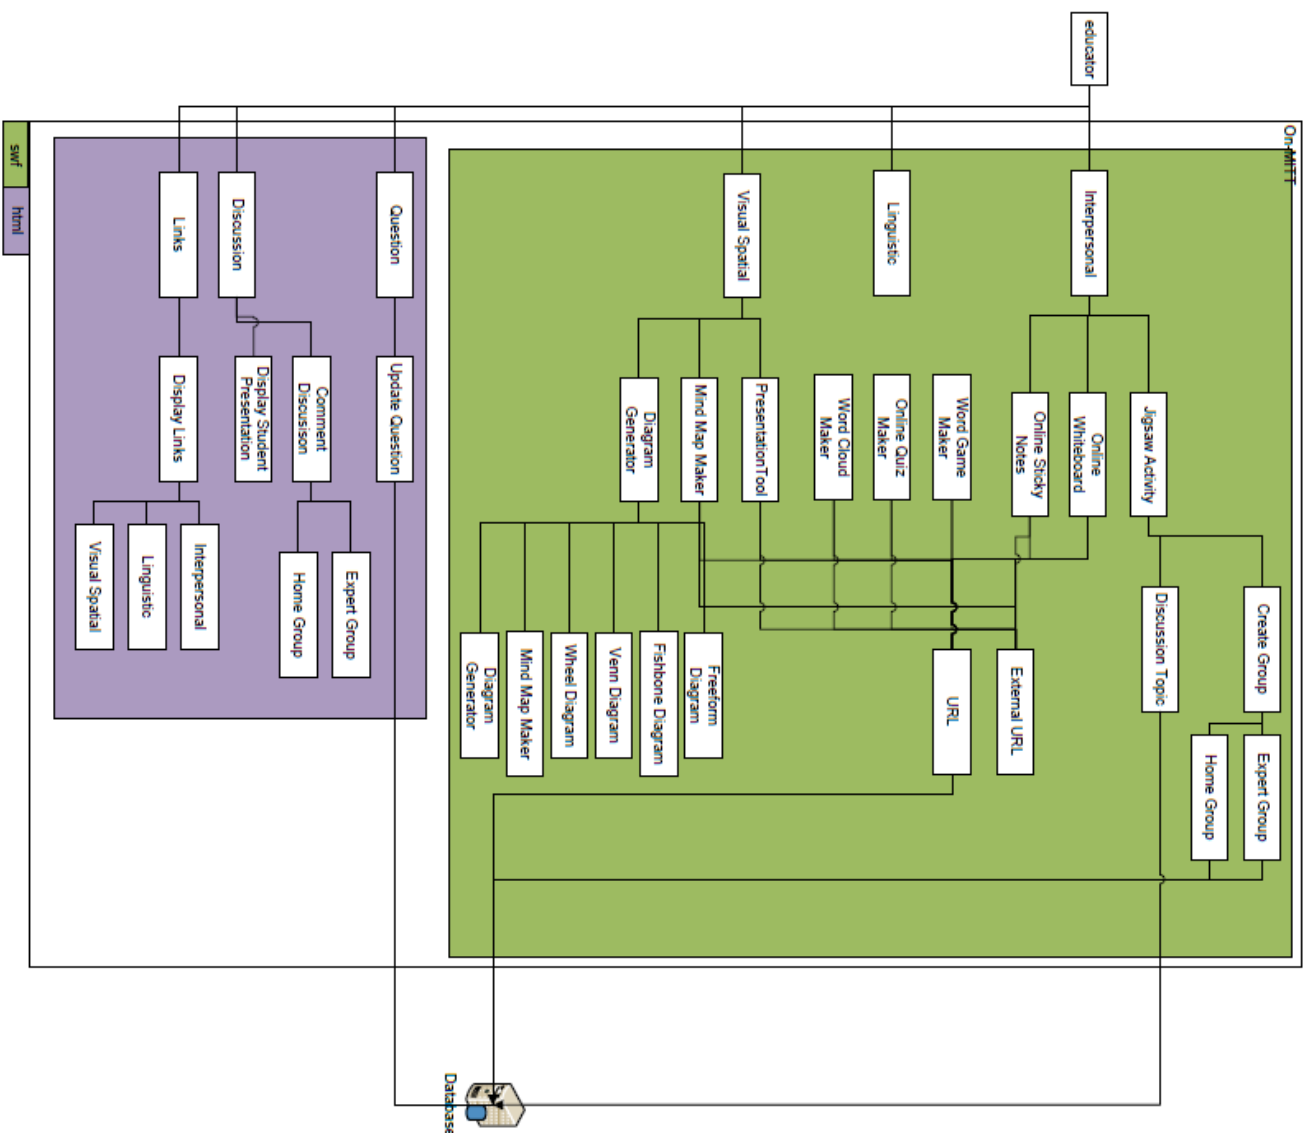 On-MITT
educator
Interpersonal
Linguistic
Visual Spatial
Question
Discussion
Links
Jigsaw Activity
Online
Whiteboard
Online Sticky
Notes
Word Game
Maker
Online Quiz
Maker
Word Cloud
Maker
PresentationTool
Mind Map Maker
Diagram
Generator
Update Question
Comment
Discusison
Display Student
Presentation
Display Links
Create Group
Discussion Topic
Expert Group
Home Group
External URL
URL
Freeform
Diagram
Fishbone Diagram
Venn Diagram
Wheel Diagram
Mind Map Maker
Diagram
Generator
Expert Group
Home Group
Interpersonal
Linguistic
Visual Spatial
swf
html
Database